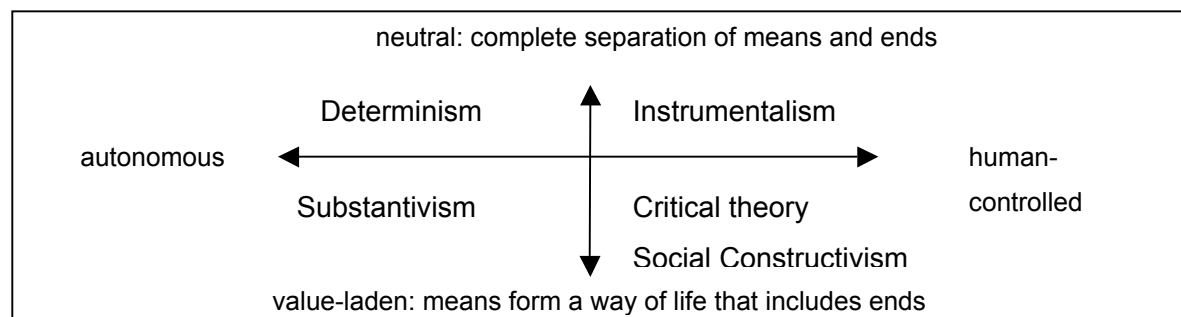 neutral: complete separation of means and ends
Determinism Instrumentalism
autonomous human-
controlled
Substantivism Critical theory
Social Constructivism
value-laden: means form a way of life that includes ends